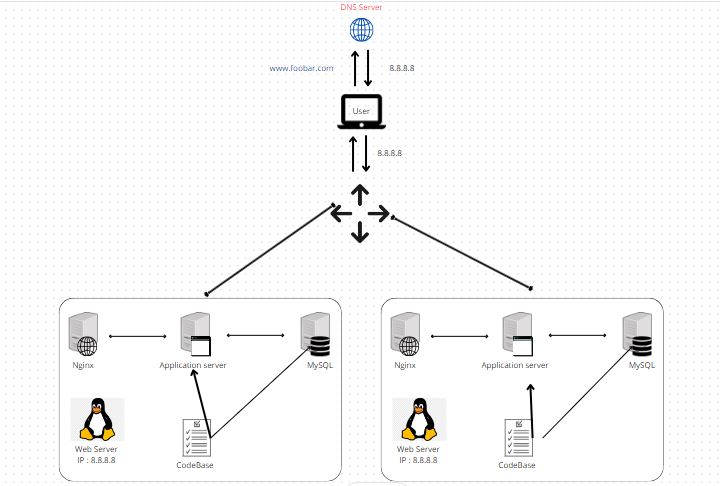 DNS Server
www.foobar.com
8.8.8.8
User
8.8.8.8
Nginx
Application server
MySQL
Web Server
IP : 8.8.8.8
CodeBase
Nginx
Application server
MySQL
Web Server
IP : 8.8.8.8
CodeBase